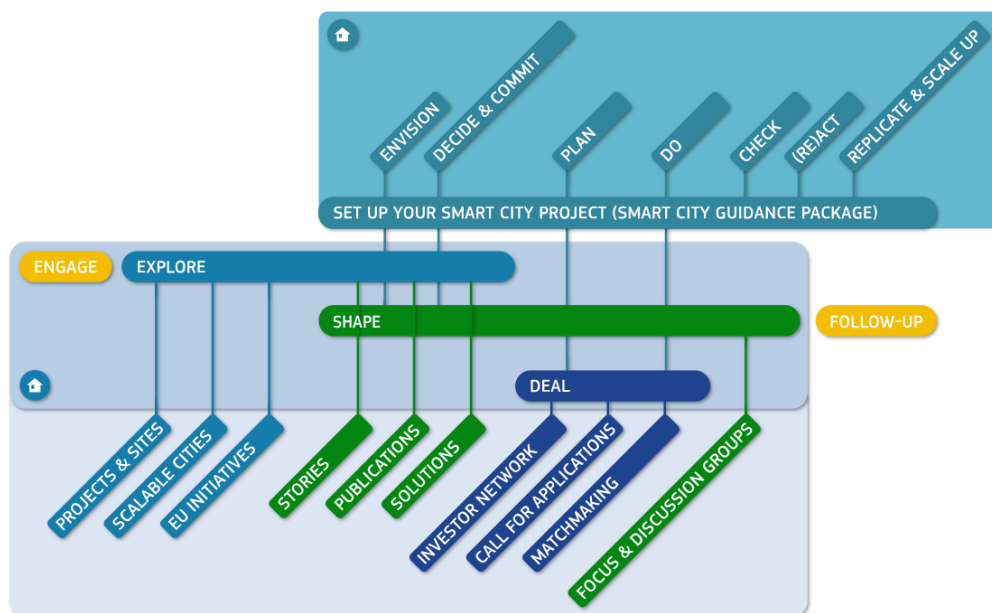 ENVISION
DECIDE & COMMIT
PLAN
DO
CHECK
(RE)ACT
REPLICATE & SCALE UP
SET UP YOUR SMART CITY PROJECT (SMART CITY GUIDANCE PACKAGE)
ENGAGE
EXPLORE
SHAPE
FOLLOW-UP
DEAL
PROJECTS & SITES
SCALABLE CITIES
EU INITIATIVES
STORIES
PUBLICATIONS
SOLUTIONS
INVESTOR NETWORK
CALL FOR APPLICATIONS
MATCHMAKING
FOCUS & DISCUSSION GROUPS